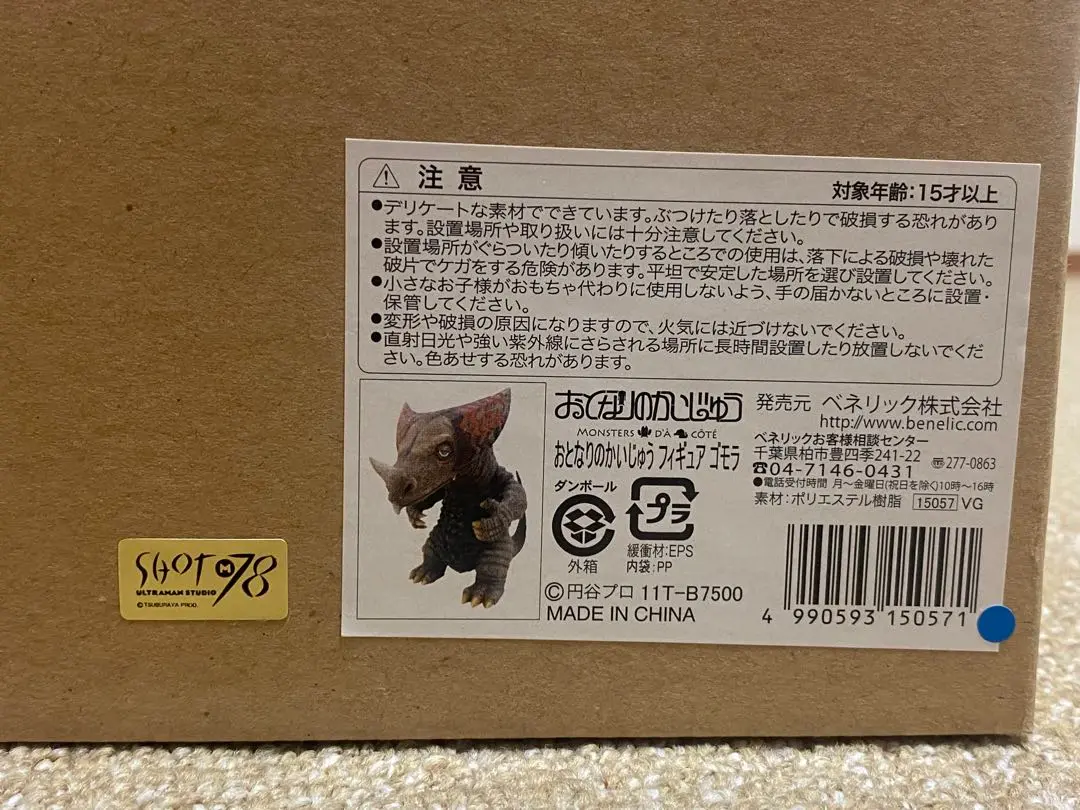 注意
対象年齢:15才以上
●デリケートな素材でできています。ぶつけたり落としたりで破損する恐れがあり
ます。設置場所や取り扱いには十分注意してください。
●設置場所がぐらついたり傾いたりするところでの使用は、落下による破損や壊れた
破片でケガをする危険があります。平坦で安定した場所を選び設置してください。
●小さなお子様がおもちゃ代わりに使用しないよう、手の届かないところに設置・
保管してください。
●変形や破損の原因になりますので、火気には近づけないでください。
●直射日光や強い紫外線にさらされる場所に長時間設置したり放置しないでくだ
さい。色あせする恐れがあります。
おとなりのかいじゅう
MONSTERS D'À CÔTÉ
おとなりのかいじゅう フィギュア ゴモラ
ダンボール
外箱
プラ
緩衝材:EPS
内袋:PP
©円谷プロ 11T-B7500
MADE IN CHINA
発売元 ベネリック株式会社
http://www.benelic.com
ベネリックお客様相談センター
千葉県柏市豊四季241-22
〒277-0863
☎04-7146-0431
●電話受付時間 月〜金曜日(祝日を除く)10時〜16時
素材:ポリエステル樹脂 15057 VG
4 990593 150571
SHOT M78
ULTRAMAN STUDIO
©TSUBURAYA PROD.